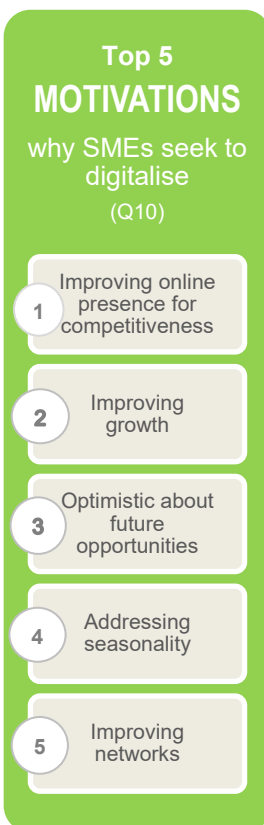 Top 5
MOTIVATIONS
why SMEs seek to
digitalise
(Q10)
1
Improving online
presence for
competitiveness
2
Improving
growth
3
Optimistic about
future
opportunities
4
Addressing
seasonality
5
Improving
networks